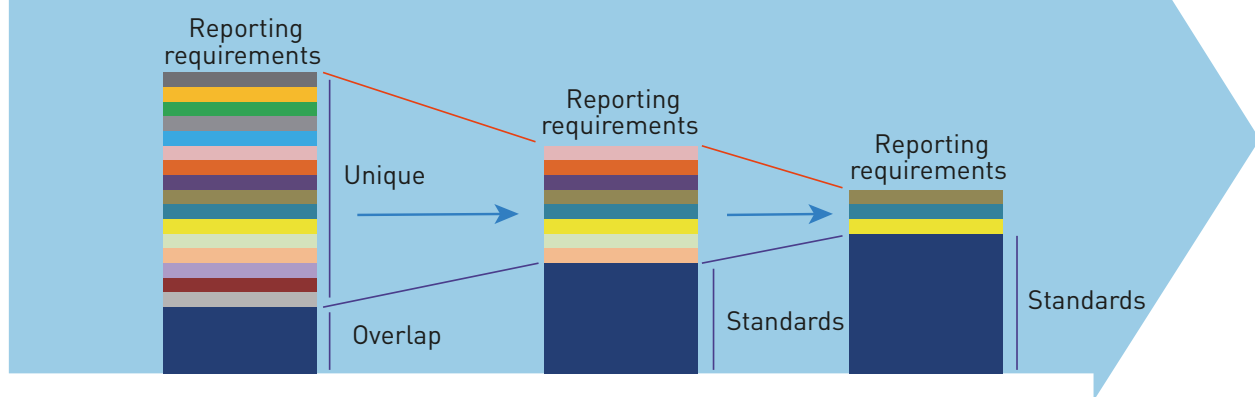 Reporting
requirements
Unique
Overlap
Reporting
requirements
Standards
Reporting
requirements
Standards